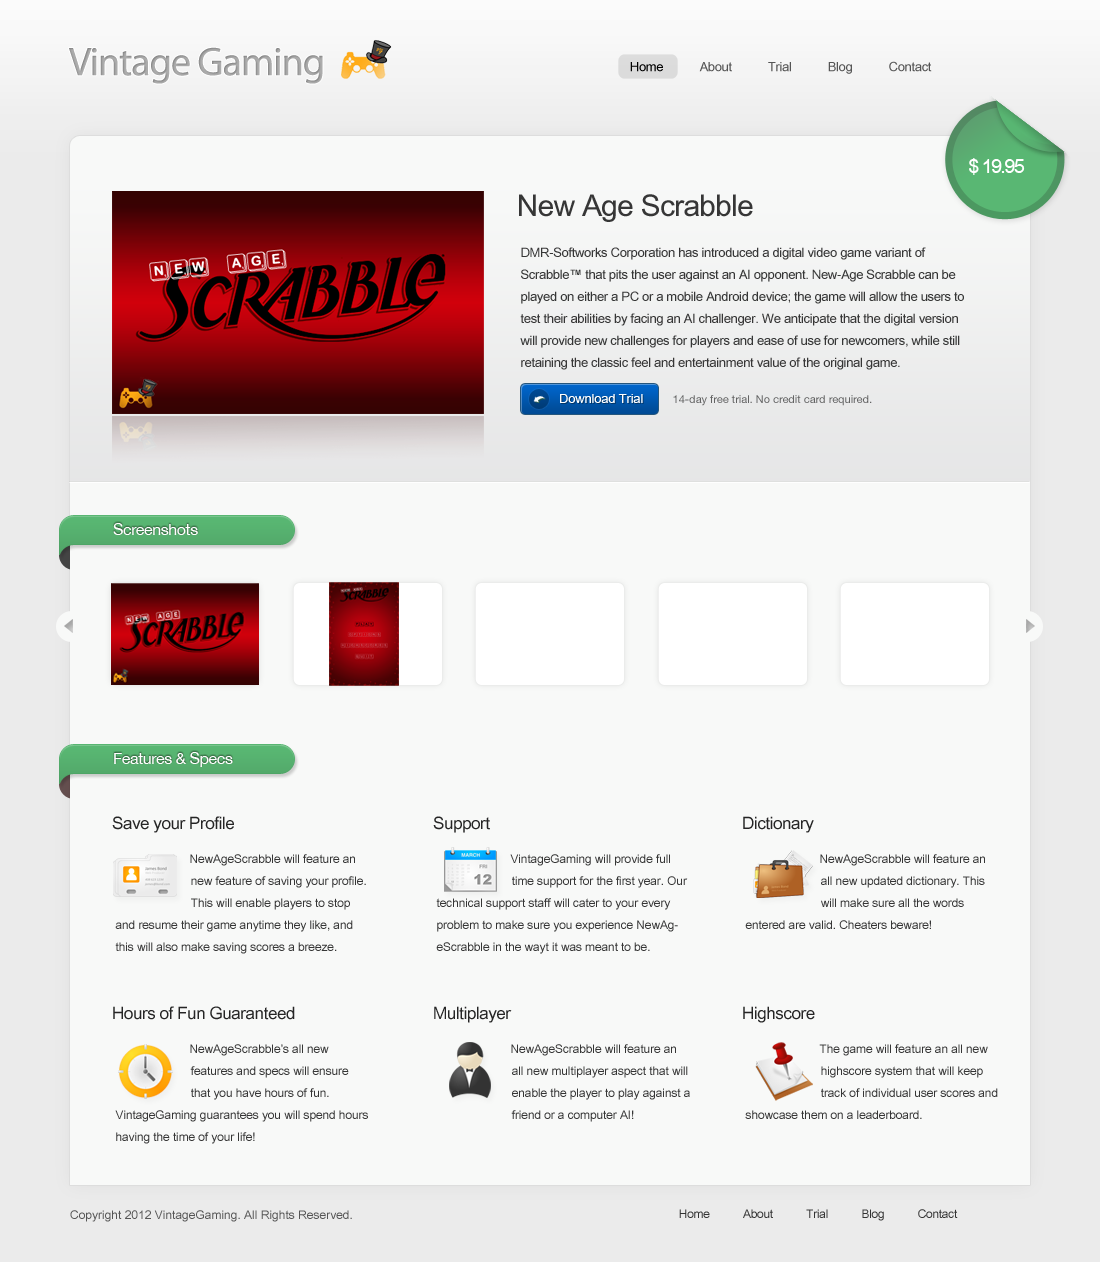 Vintage Gaming
Home About Trial Blog Contact
$ 19.95
NEW AGE
SCRABBLE
New Age Scrabble
DMR-Softworks Corporation has introduced a digital video game variant of
Scrabble™ that pits the user against an AI opponent. New-Age Scrabble can be
played on either a PC or a mobile Android device; the game will allow the users to
test their abilities by facing an AI challenger. We anticipate that the digital version
will provide new challenges for players and ease of use for newcomers, while still
retaining the classic feel and entertainment value of the original game.
Download Trial
14-day free trial. No credit card required.
Screenshots
NEW AGE
SCRABBLE
NEW AGE
SCRABBLE
Features & Specs
Save your Profile
NewAgeScrabble will feature an
new feature of saving your profile.
This will enable players to stop
and resume their game anytime they like, and
this will also make saving scores a breeze.
Support
MARCH
FRI
12
VintageGaming will provide full
time support for the first year. Our
technical support staff will cater to your every
problem to make sure you experience NewAg-
eScrabble in the wayt it was meant to be.
Dictionary
NewAgeScrabble will feature an
all new updated dictionary. This
will make sure all the words
entered are valid. Cheaters beware!
Hours of Fun Guaranteed
NewAgeScrabble's all new
features and specs will ensure
that you have hours of fun.
VintageGaming guarantees you will spend hours
having the time of your life!
Multiplayer
NewAgeScrabble will feature an
all new multiplayer aspect that will
enable the player to play against a
friend or a computer AI!
Highscore
The game will feature an all new
highscore system that will keep
track of individual user scores and
showcase them on a leaderboard.
Copyright 2012 VintageGaming. All Rights Reserved.
Home About Trial Blog Contact